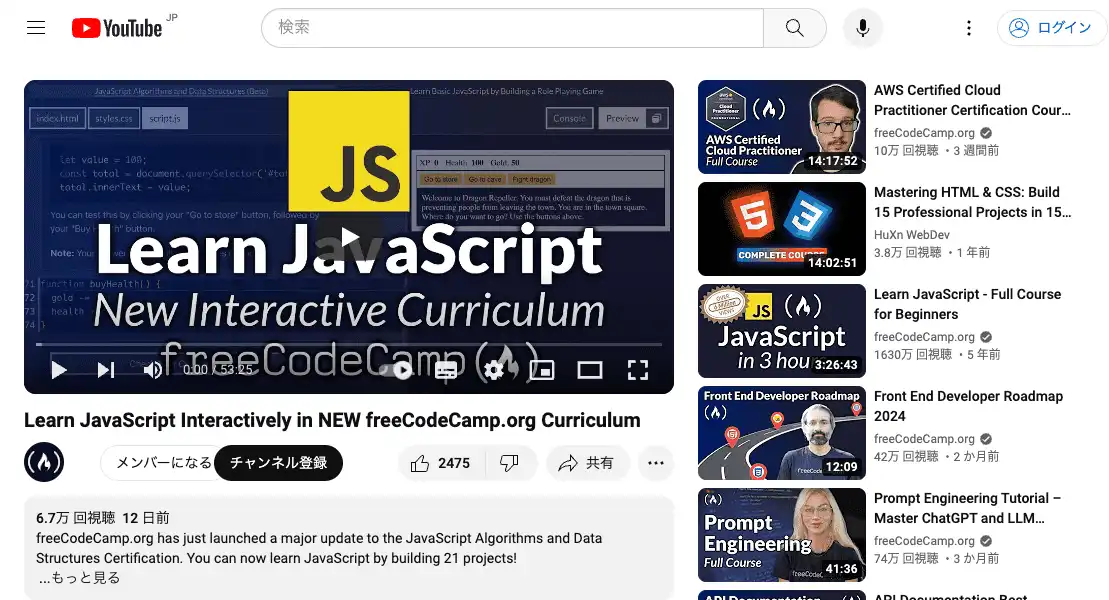 YouTube JP
検索
ログイン
JavaScript Algorithms and Data Structures (Beta)
Learn Basic JavaScript by Building a Role Playing Game
index.html
styles.css
script.js
Console
Preview
let value = 100;
const total = document.querySelector('#tot
total.innerText = value;
You can test this by clicking your "Go to store" button, followed by
your "Buy
h" button.
Note:
71 function buyHealth() {
72 gold -=
73 health
74 }
XP 0 Health 100 Gold 50
Go to store
Go to cave
Fight dragon
Welcome to Dragon Repeller. You must defeat the dragon that is
preventing people from leaving the town. You are in the town square.
Where do you want to go? Use the buttons above.
JS
Learn JavaScript
New Interactive Curriculum
freeCodeCamp
0:00 / 53:25
Learn JavaScript Interactively in NEW freeCodeCamp.org Curriculum
メンバーになる
チャンネル登録
2475
共有
6.7万 回視聴 12 日前
freeCodeCamp.org has just launched a major update to the JavaScript Algorithms and Data
Structures Certification. You can now learn JavaScript by building 21 projects!
...もっと見る
AWS Certified
Cloud Practitioner
Full Course
14:17:52
AWS Certified Cloud
Practitioner Certification Cour...
freeCodeCamp.org
10万 回視聴 • 3 週間前
5
3
COMPLETE COURSE
14:02:51
Mastering HTML & CSS: Build
15 Professional Projects in 15...
HuXn WebDev
3.8万 回視聴 • 1 年前
JS
JavaScript
in 3 hou
3:26:43
Learn JavaScript - Full Course
for Beginners
freeCodeCamp.org
1630万 回視聴 • 5 年前
Front End Developer Roadmap
12:09
Front End Developer Roadmap
2024
freeCodeCamp.org
42万 回視聴 • 2 か月前
Prompt
Engineering
Full Course
41:36
Prompt Engineering Tutorial –
Master ChatGPT and LLM...
freeCodeCamp.org
74万 回視聴 • 3 か月前